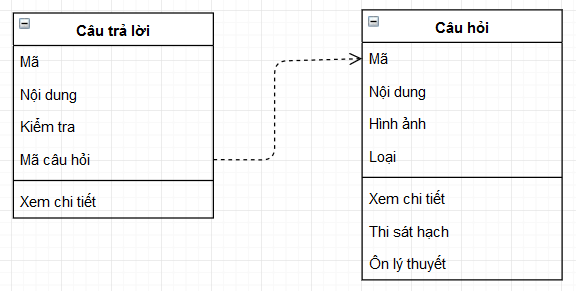 Câu trả lời
Mã
Nội dung
Kiểm tra
Mã câu hỏi
Xem chi tiết
Câu hỏi
Mã
Nội dung
Hình ảnh
Loại
Xem chi tiết
Thi sát hạch
Ôn lý thuyết